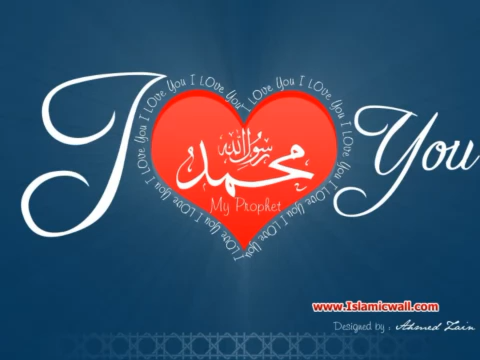 I
You
I Love You I LOve You I LOve You
I Love You I LOve You I LOve You
رسول الله
محمد
My Prophet
www.Islamicwall.com
Designed by : Ahmed Zain